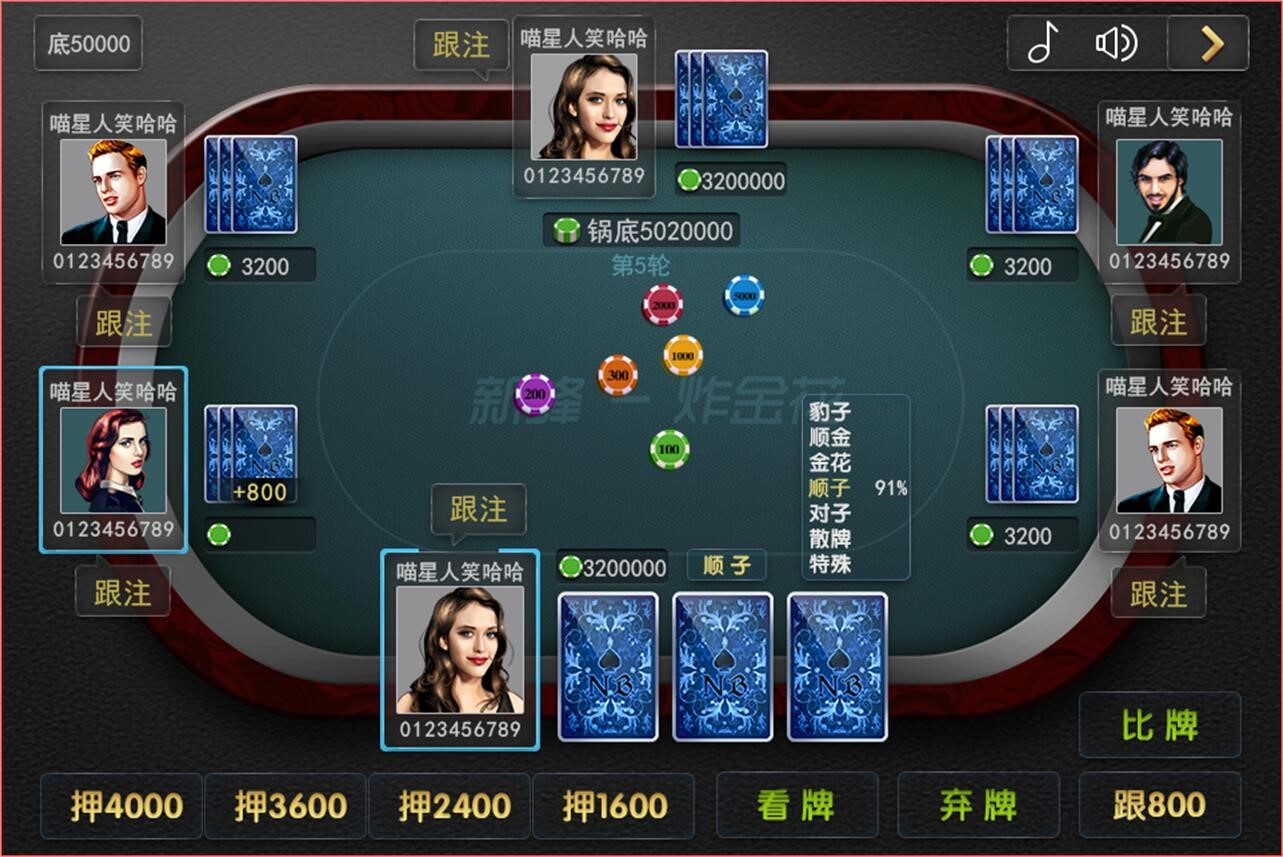 底50000
跟注
喵星人笑哈哈
0123456789
3200000
喵星人笑哈哈
0123456789
3200
跟注
喵星人笑哈哈
0123456789
3200
跟注
锅底5020000
第5轮
2000
5000
1000
300
200
100
新锋 - 炸金花
喵星人笑哈哈
0123456789
+800
跟注
喵星人笑哈哈
0123456789
3200
跟注
豹子
顺金
金花
顺子 91%
对子
散牌
特殊
跟注
喵星人笑哈哈
0123456789
3200000
顺子
NB
NB
NB
比牌
押4000
押3600
押2400
押1600
看牌
弃牌
跟800